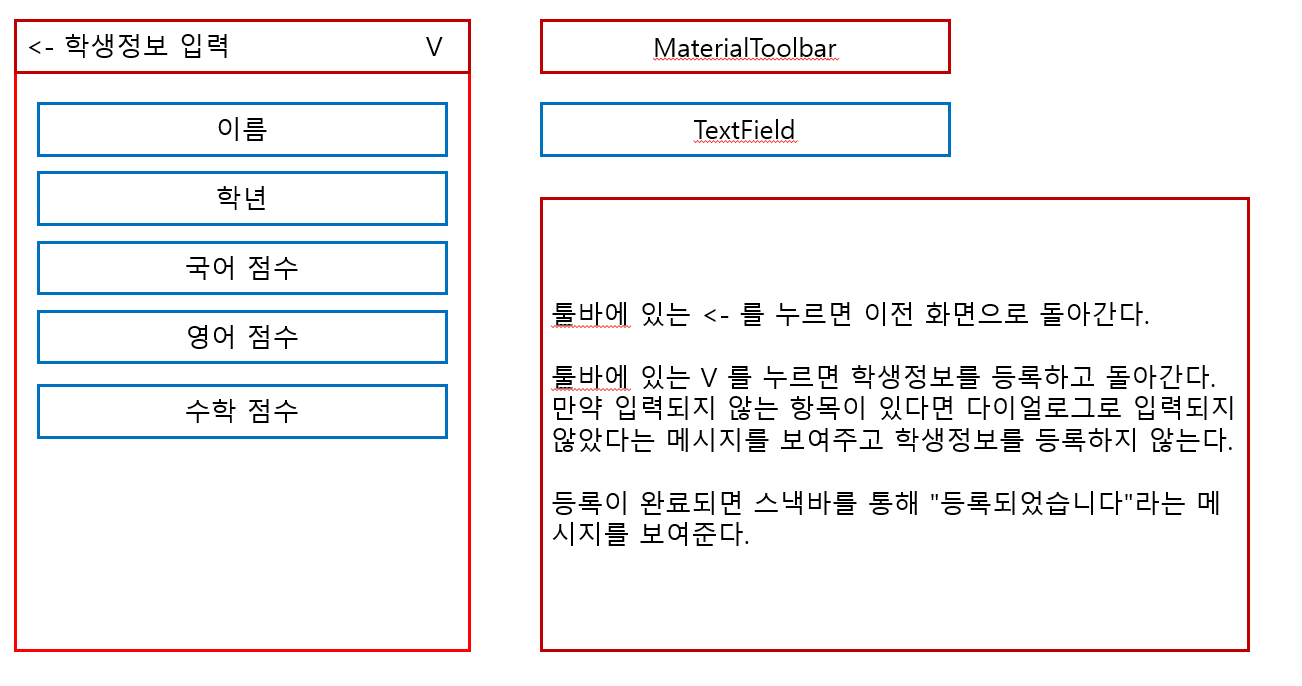 <- 학생정보 입력 V
이름
학년
국어 점수
영어 점수
수학 점수
MaterialToolbar
TextField
툴바에 있는 <- 를 누르면 이전 화면으로 돌아간다.
툴바에 있는 V 를 누르면 학생정보를 등록하고 돌아간다.
만약 입력되지 않는 항목이 있다면 다이얼로그로 입력되지
않았다는 메시지를 보여주고 학생정보를 등록하지 않는다.
등록이 완료되면 스낵바를 통해 "등록되었습니다"라는 메
시지를 보여준다.